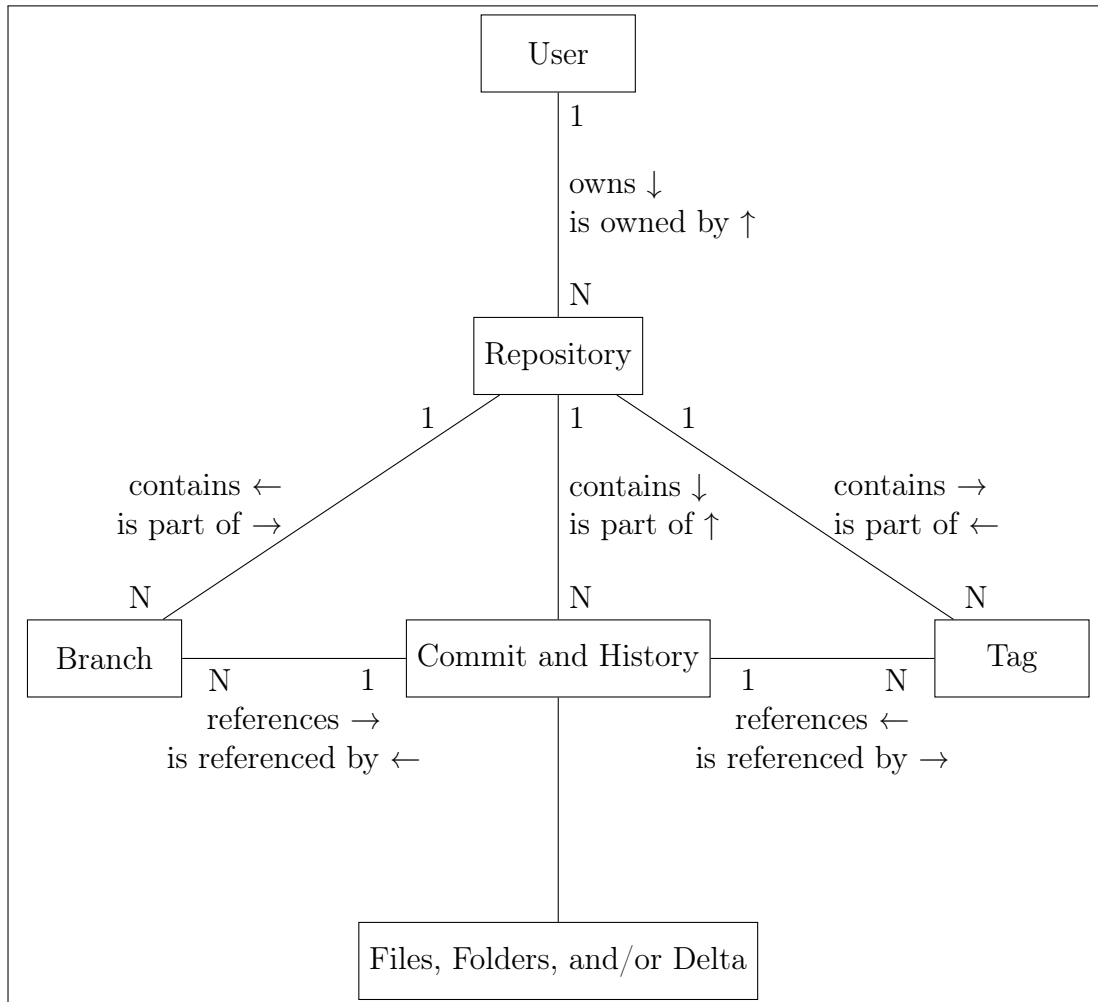 User
1
owns ↓
is owned by ↑
N
Repository
1
1
1
contains ←
is part of →
contains ↓
is part of ↑
contains →
is part of ←
N
N
N
Branch
Commit and History
Tag
N
1
1
N
references →
is referenced by ←
references ←
is referenced by →
Files, Folders, and/or Delta